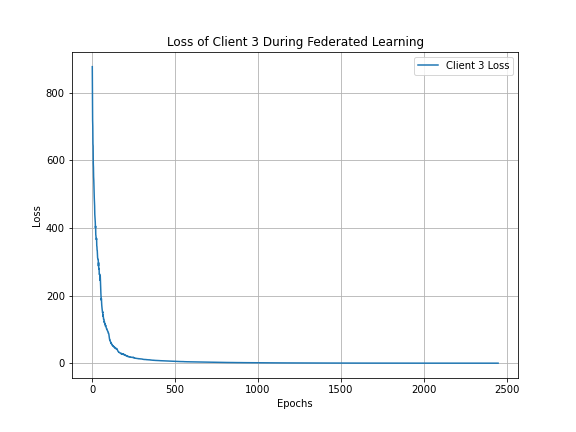 Loss of Client 3 During Federated Learning
Client 3 Loss
800
600
400
200
0
Loss
0 500 1000 1500 2000 2500
Epochs